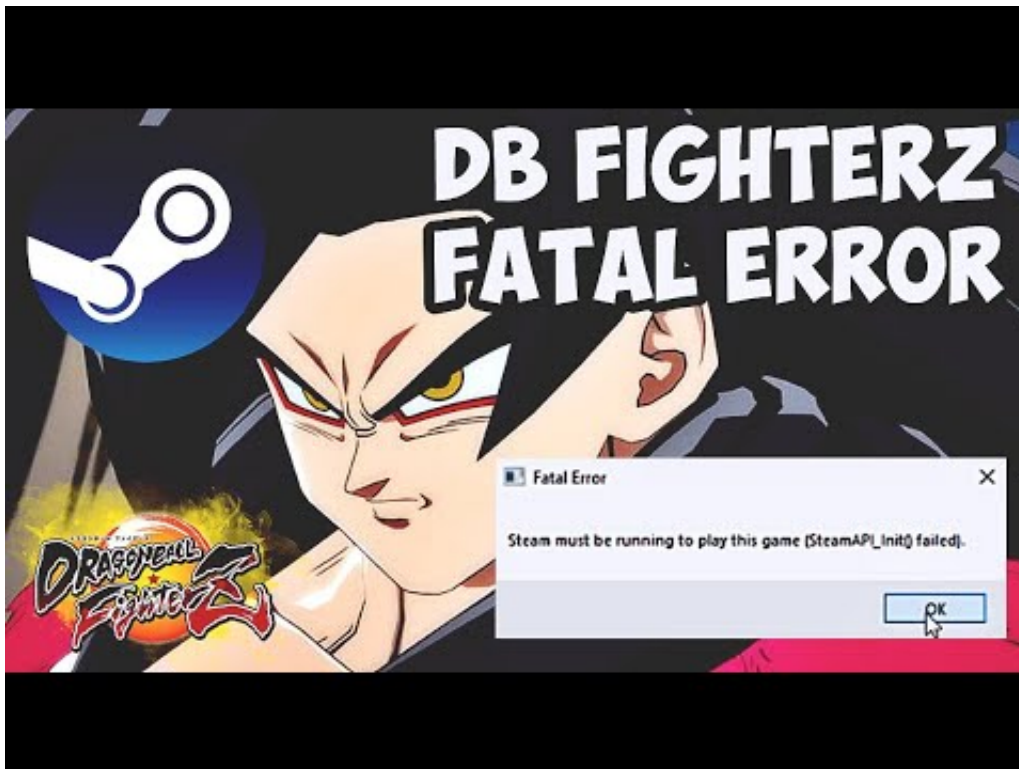 DB FIGHTERZ
FATAL ERROR
Fatal Error
Steam must be running to play this game (SteamAPI_Init() failed).
OK
DRAGONBALL
FighterZ